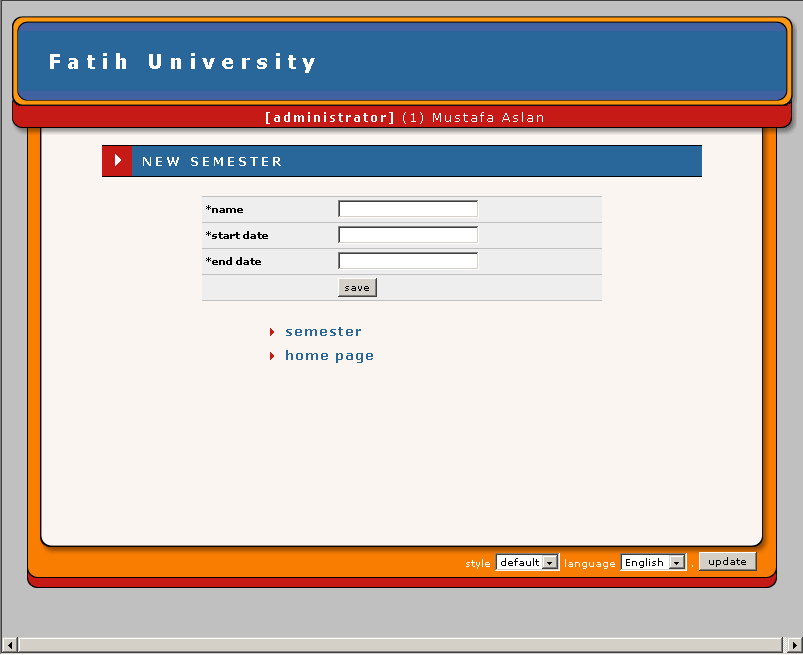 Fatih University
[administrator] (1) Mustafa Aslan
NEW SEMESTER
*name
*start date
*end date
save
semester
home page
style default language English . update